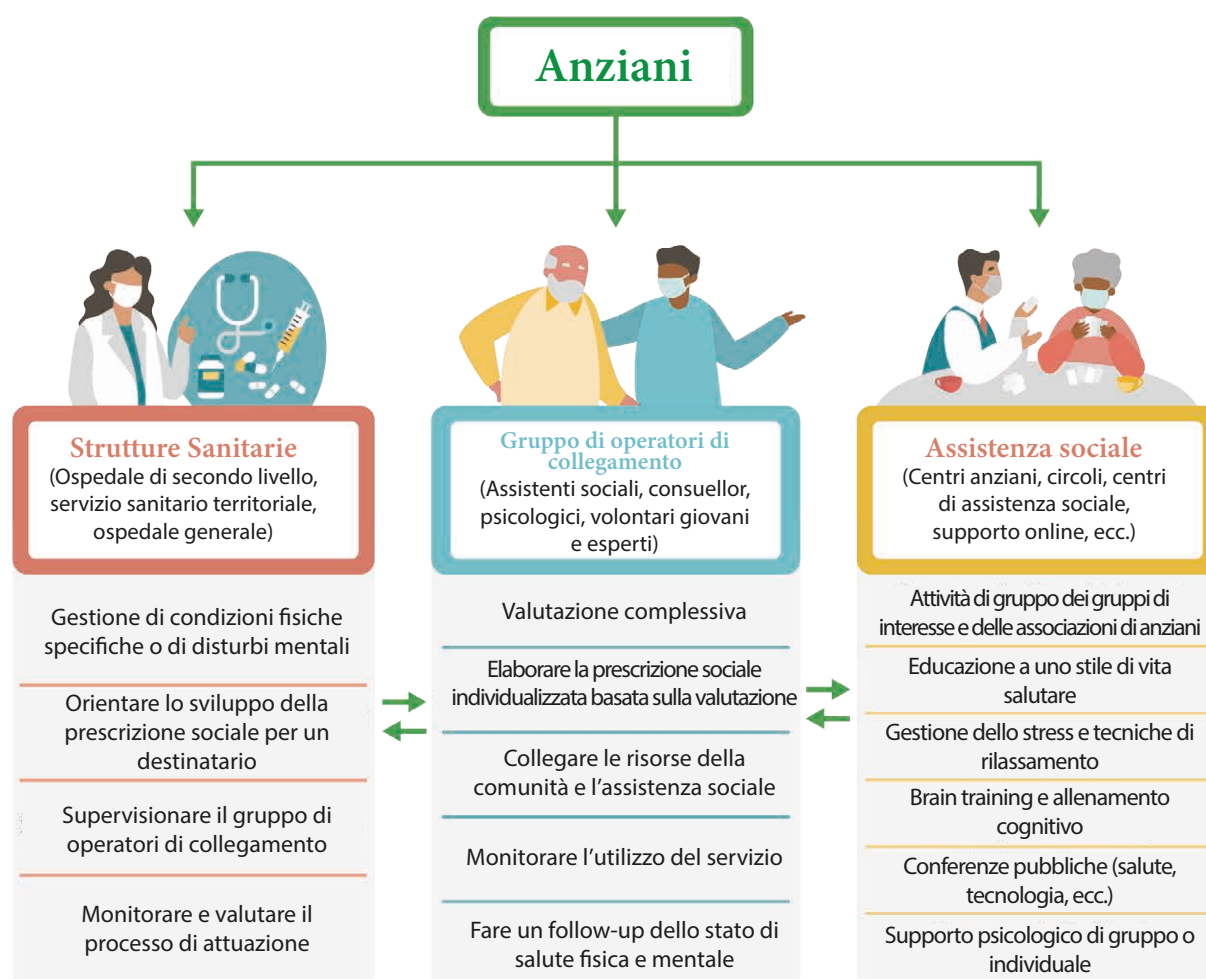 Anziani
Strutture Sanitarie
(Ospedale di secondo livello,
servizio sanitario territoriale,
ospedale generale)
Gestione di condizioni fisiche
specifiche o di disturbi mentali
Orientare lo sviluppo della
prescrizione sociale per un
destinatario
Supervisionare il gruppo di
operatori di collegamento
Monitorare e valutare il
processo di attuazione
Gruppo di operatori di
collegamento
(Assistenti sociali, consuellor,
psicologici, volontari giovani
e esperti)
Valutazione complessiva
Elaborare la prescrizione sociale
individualizzata basata sulla valutazione
Collegare le risorse della
comunità e l'assistenza sociale
Monitorare l'utilizzo del servizio
Fare un follow-up dello stato di
salute fisica e mentale
Assistenza sociale
(Centri anziani, circoli, centri
di assistenza sociale,
supporto online, ecc.)
Attività di gruppo dei gruppi di
interesse e delle associazioni di anziani
Educazione a uno stile di vita
salutare
Gestione dello stress e tecniche di
rilassamento
Brain training e allenamento
cognitivo
Conferenze pubbliche (salute,
tecnologia, ecc.)
Supporto psicologico di gruppo o
individuale